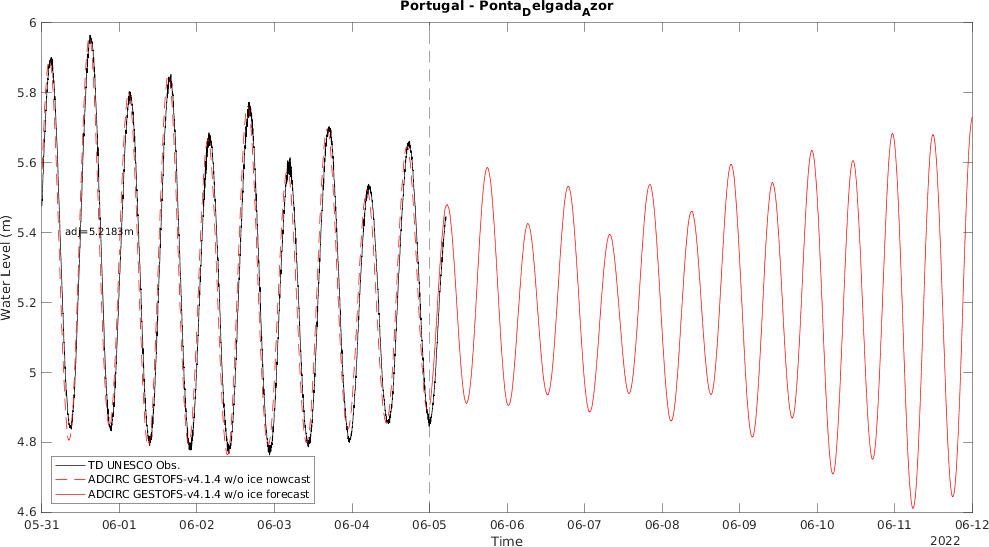 Portugal - PontaDelgadaAzor
6
5.8
5.6
5.4
5.2
5
4.8
4.6
Water Level (m)
adj=5.2183m
TD UNESCO Obs.
ADCIRC GESTOFS-v4.1.4 w/o ice nowcast
ADCIRC GESTOFS-v4.1.4 w/o ice forecast
05-31 06-01 06-02 06-03 06-04 06-05 06-06 06-07 06-08 06-09 06-10 06-11 06-12
Time
2022